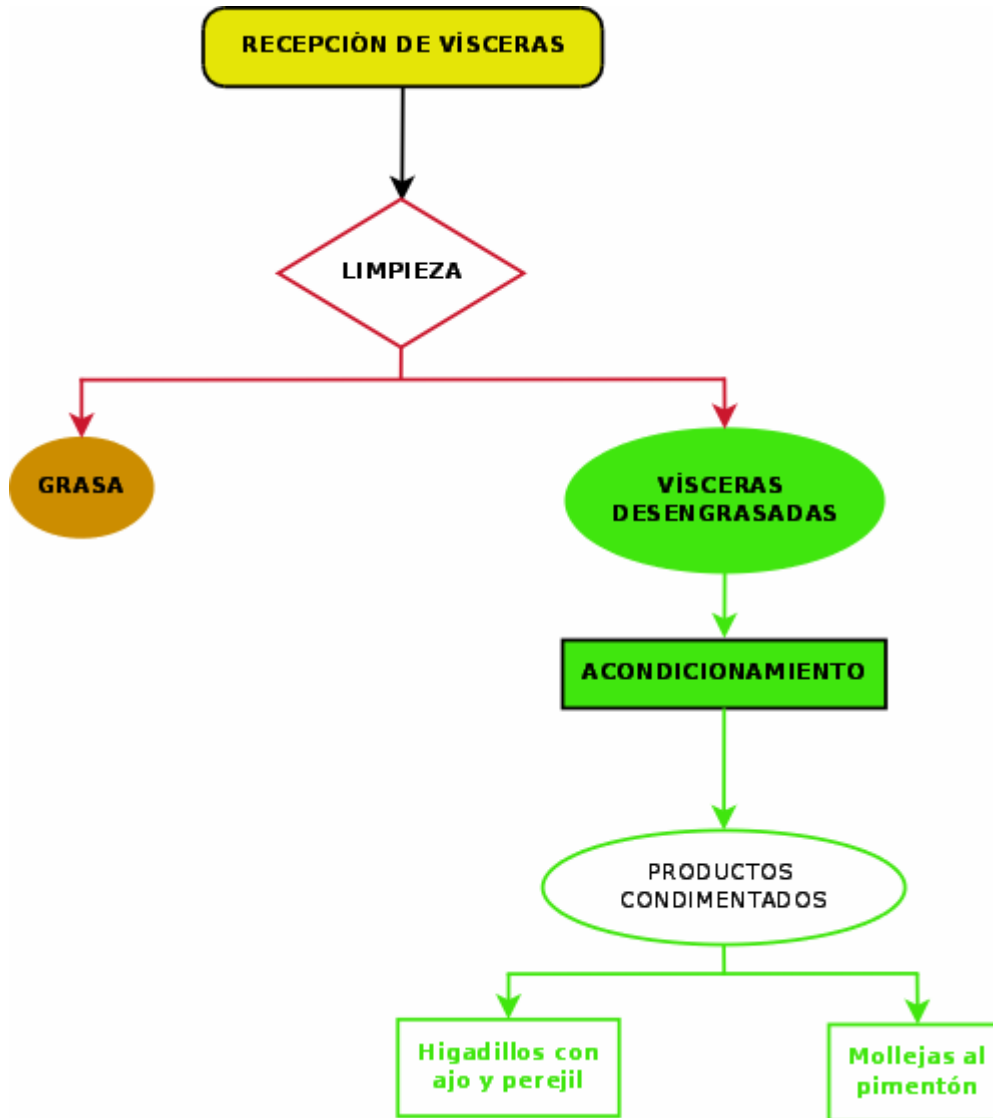 RECEPCIÓN DE VÍSCERAS
LIMPIEZA
GRASA
VÍSCERAS
DESENGRASADAS
ACONDICIONAMIENTO
PRODUCTOS
CONDIMENTADOS
Higadillos con
ajo y perejil
Mollejas al
pimentón